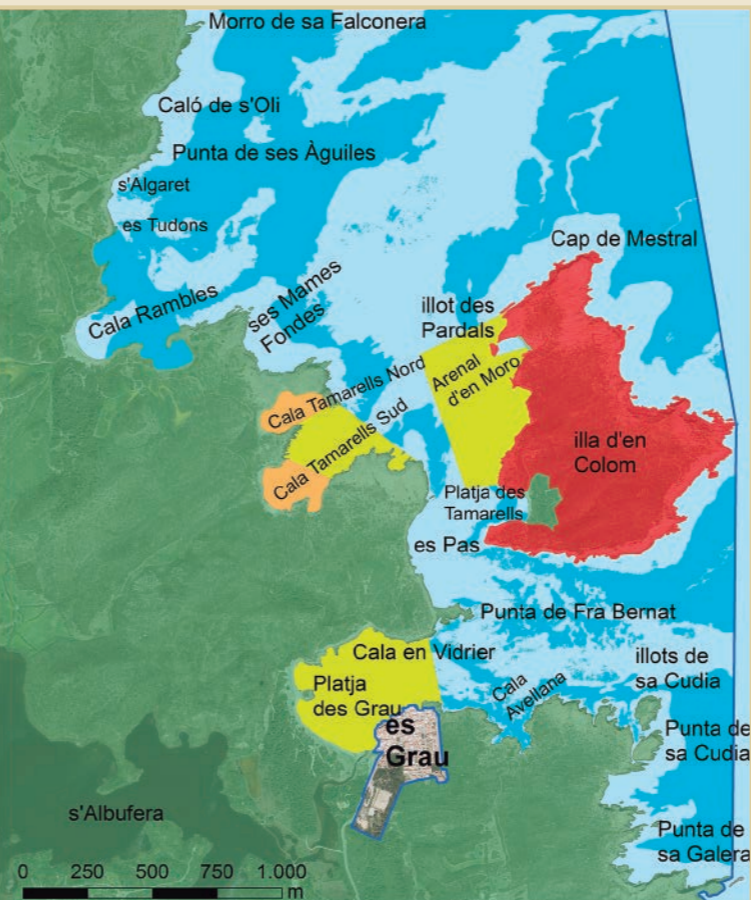 Morro de sa Falconera
Caló de s'Oli
Punta de ses Àguiles
s'Algaret
es Tudons
Cap de Mestral
Cala Rambles
ses Mames
Fondes
illot des
Pardals
Arenal
d'en Moro
Cala Tamarells Nord
Cala Tamarells Sud
illa d'en
Colom
Platja des
Tamarells
es Pas
Punta de Fra Bernat
Cala en Vidrier
illots de
sa Cudia
Platja
des Grau
Cala
Avellana
es
Grau
Punta de
sa Cudia
s'Albufera
Punta de
sa Galera
0 250 500 750 1.000
m